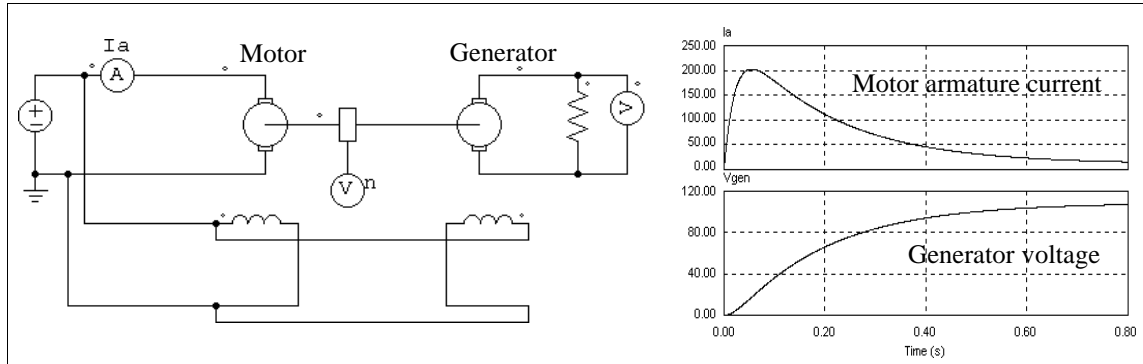 Ia
A
Motor
Generator
V
n
V
Ia
250.00
200.00
150.00
100.00
50.00
0.00
Motor armature current
Vgen
120.00
80.00
40.00
0.00
Generator voltage
0.00 0.20 0.40 0.60 0.80
Time (s)